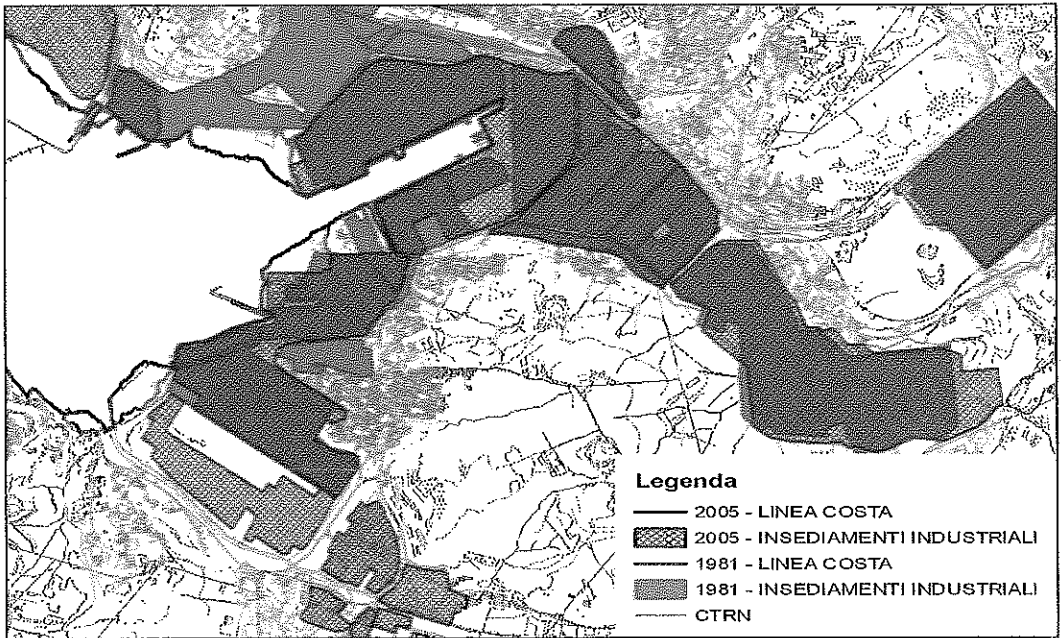 Legenda
2005 - LINEA COSTA
2005 - INSEDIAMENTI INDUSTRIALI
1981 - LINEA COSTA
1981 - INSEDIAMENTI INDUSTRIALI
CTRN